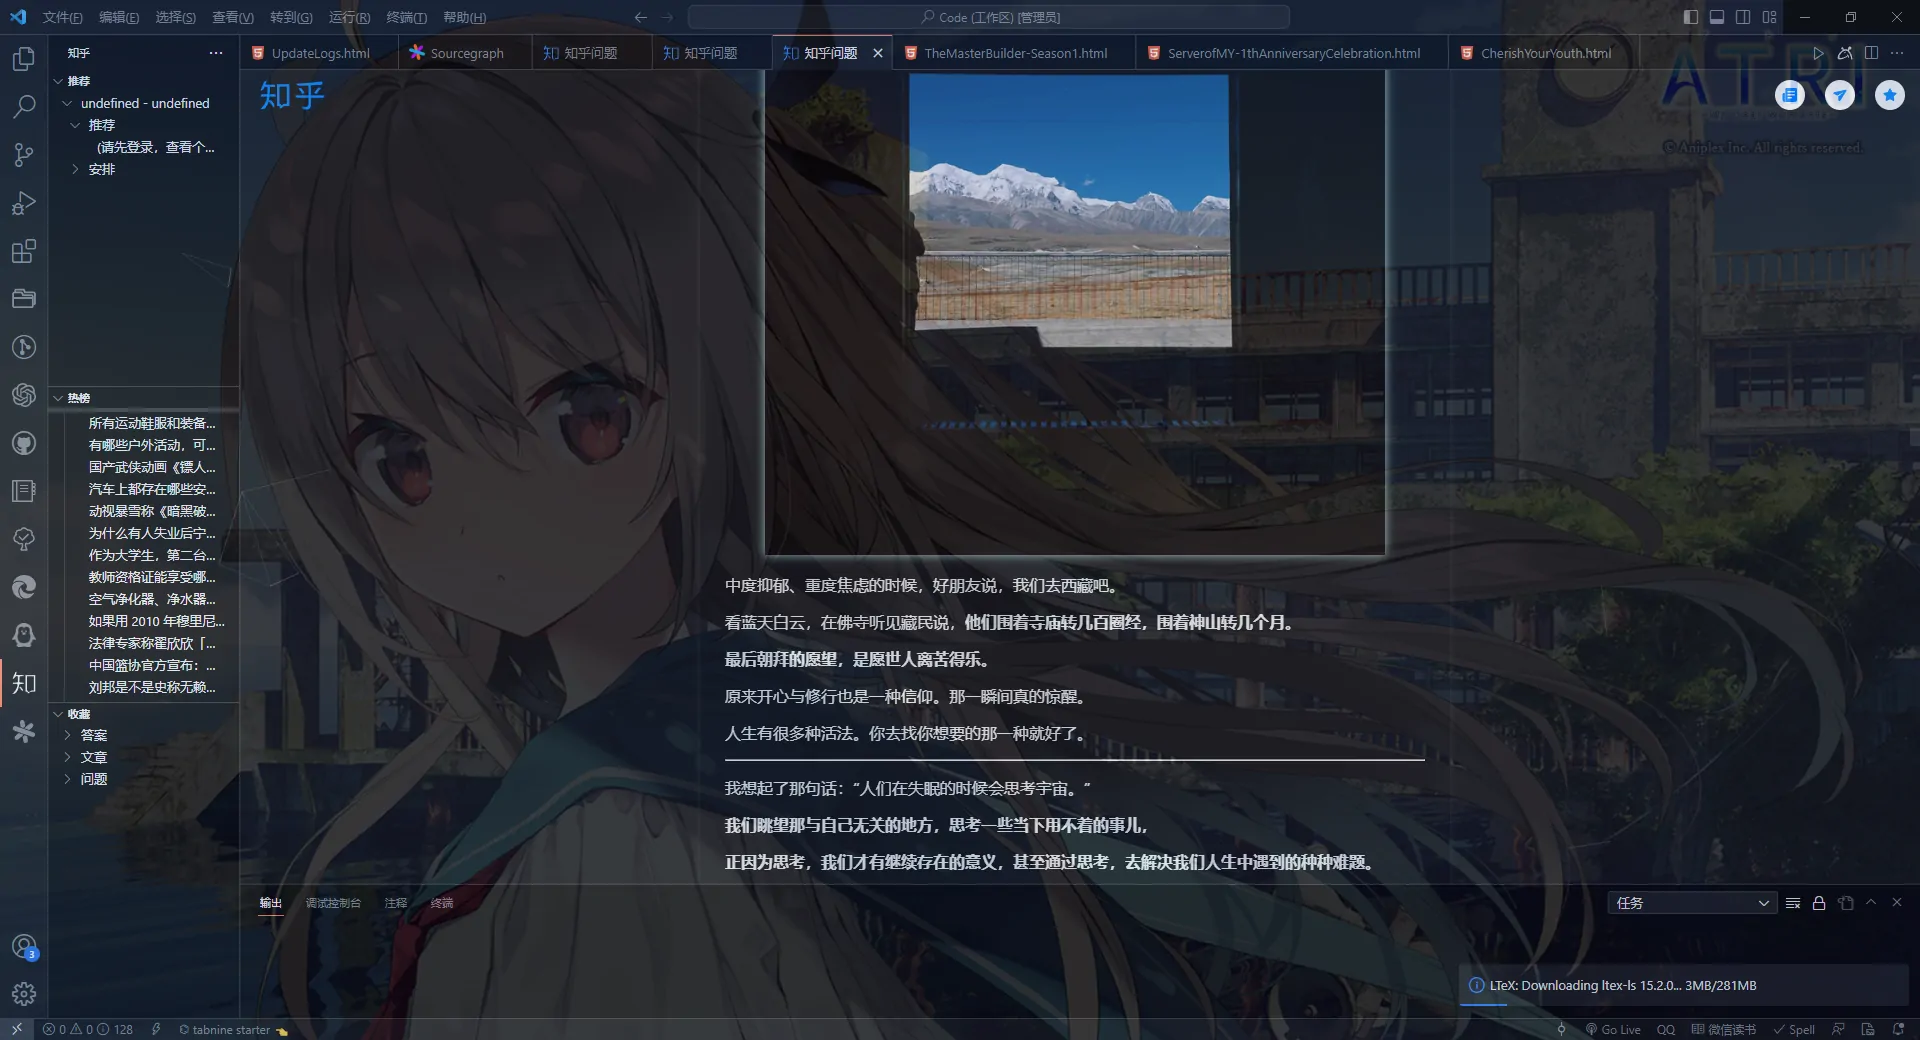 文件(F) 编辑(E) 选择(S) 查看(V) 转到(G) 运行(R) 终端(T) 帮助(H)
Code (工作区) [管理员]
知乎
UpdateLogs.html
Sourcegraph
知乎问题
知乎问题
知乎问题
TheMasterBuilder-Season1.html
ServerofMY-1thAnniversaryCelebration.html
CherishYourYouth.html
推荐
undefined - undefined
推荐
(请先登录，查看个...
安排
知乎
ATRI
© Aniplex Inc. All rights reserved.
热榜
所有运动鞋服和装备...
有哪些户外活动，可...
国产武侠动画《镖人...
汽车上都存在哪些安...
动视暴雪称《暗黑破...
为什么有人失业后宁...
作为大学生，第二台...
教师资格证能享受哪...
空气净化器、净水器...
如果用 2010 年穆里尼...
法律专家称翟欣欣「...
中国篮协官方宣布：...
刘邦是不是史称无赖...
收藏
答案
文章
问题
知
中度抑郁、重度焦虑的时候，好朋友说，我们去西藏吧。
看蓝天白云，在佛寺听见藏民说，他们围着寺庙转几百圈经，围着神山转几个月。
最后朝拜的愿望，是愿世人离苦得乐。
原来开心与修行也是一种信仰。那一瞬间真的惊醒。
人生有很多种活法。你去找你想要的那一种就好了。
我想起了那句话：“人们在失眠的时候会思考宇宙。”
我们眺望那与自己无关的地方，思考一些当下用不着的事儿，
正因为思考，我们才有继续存在的意义，甚至通过思考，去解决我们人生中遇到的种种难题。
输出 调试控制台 注释 终端
任务
LTeX: Downloading ltex-ls 15.2.0... 3MB/281MB
3
0 0 128
tabnine starter
Go Live
QQ
微信读书
Spell